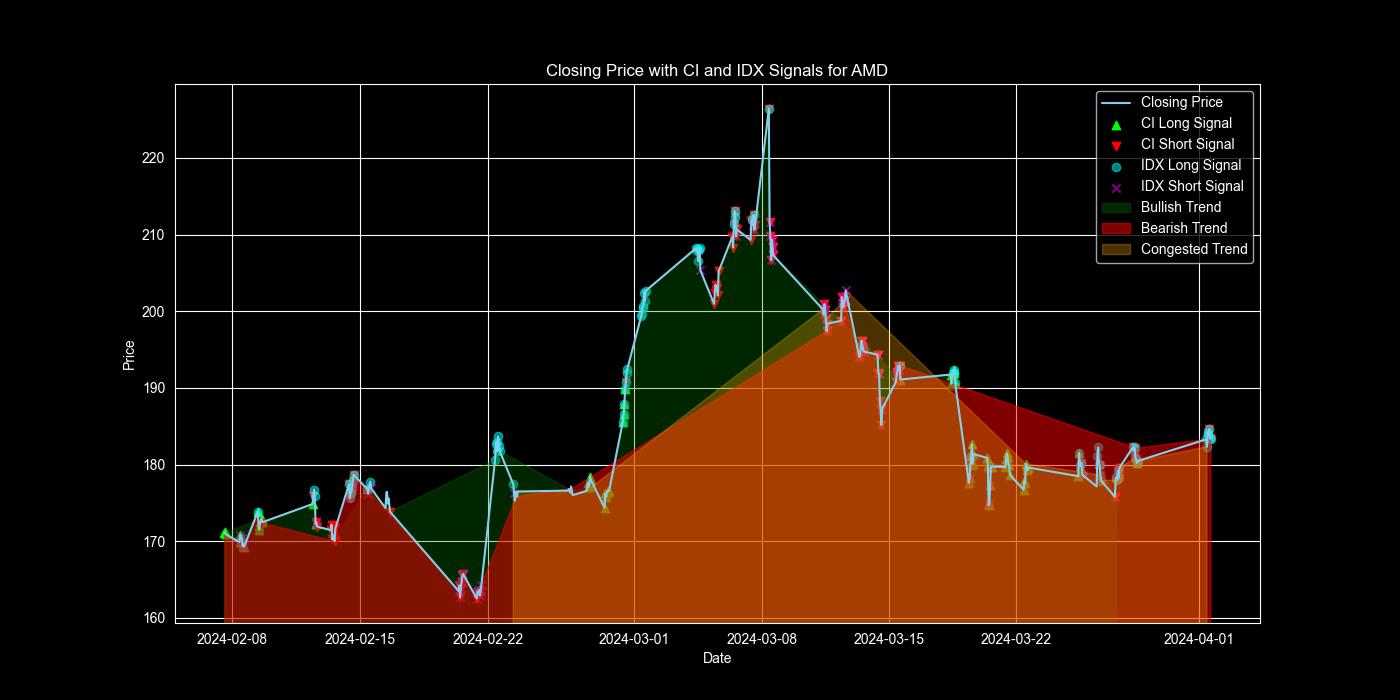 Closing Price with CI and IDX Signals for AMD
Closing Price
CI Long Signal
CI Short Signal
IDX Long Signal
IDX Short Signal
Bullish Trend
Bearish Trend
Congested Trend
Price
220
210
200
190
180
170
160
2024-02-08
2024-02-15
2024-02-22
2024-03-01
2024-03-08
2024-03-15
2024-03-22
2024-04-01
Date